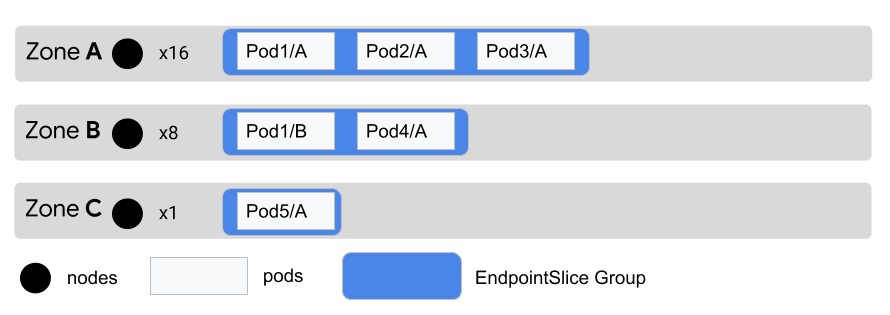 Zone A x16 Pod1/A Pod2/A Pod3/A
Zone B x8 Pod1/B Pod4/A
Zone C x1 Pod5/A
nodes pods EndpointSlice Group